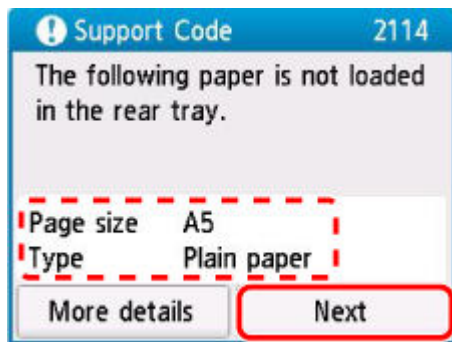 Support Code 2114
The following paper is not loaded
in the rear tray.
Page size A5
Type Plain paper
More details Next